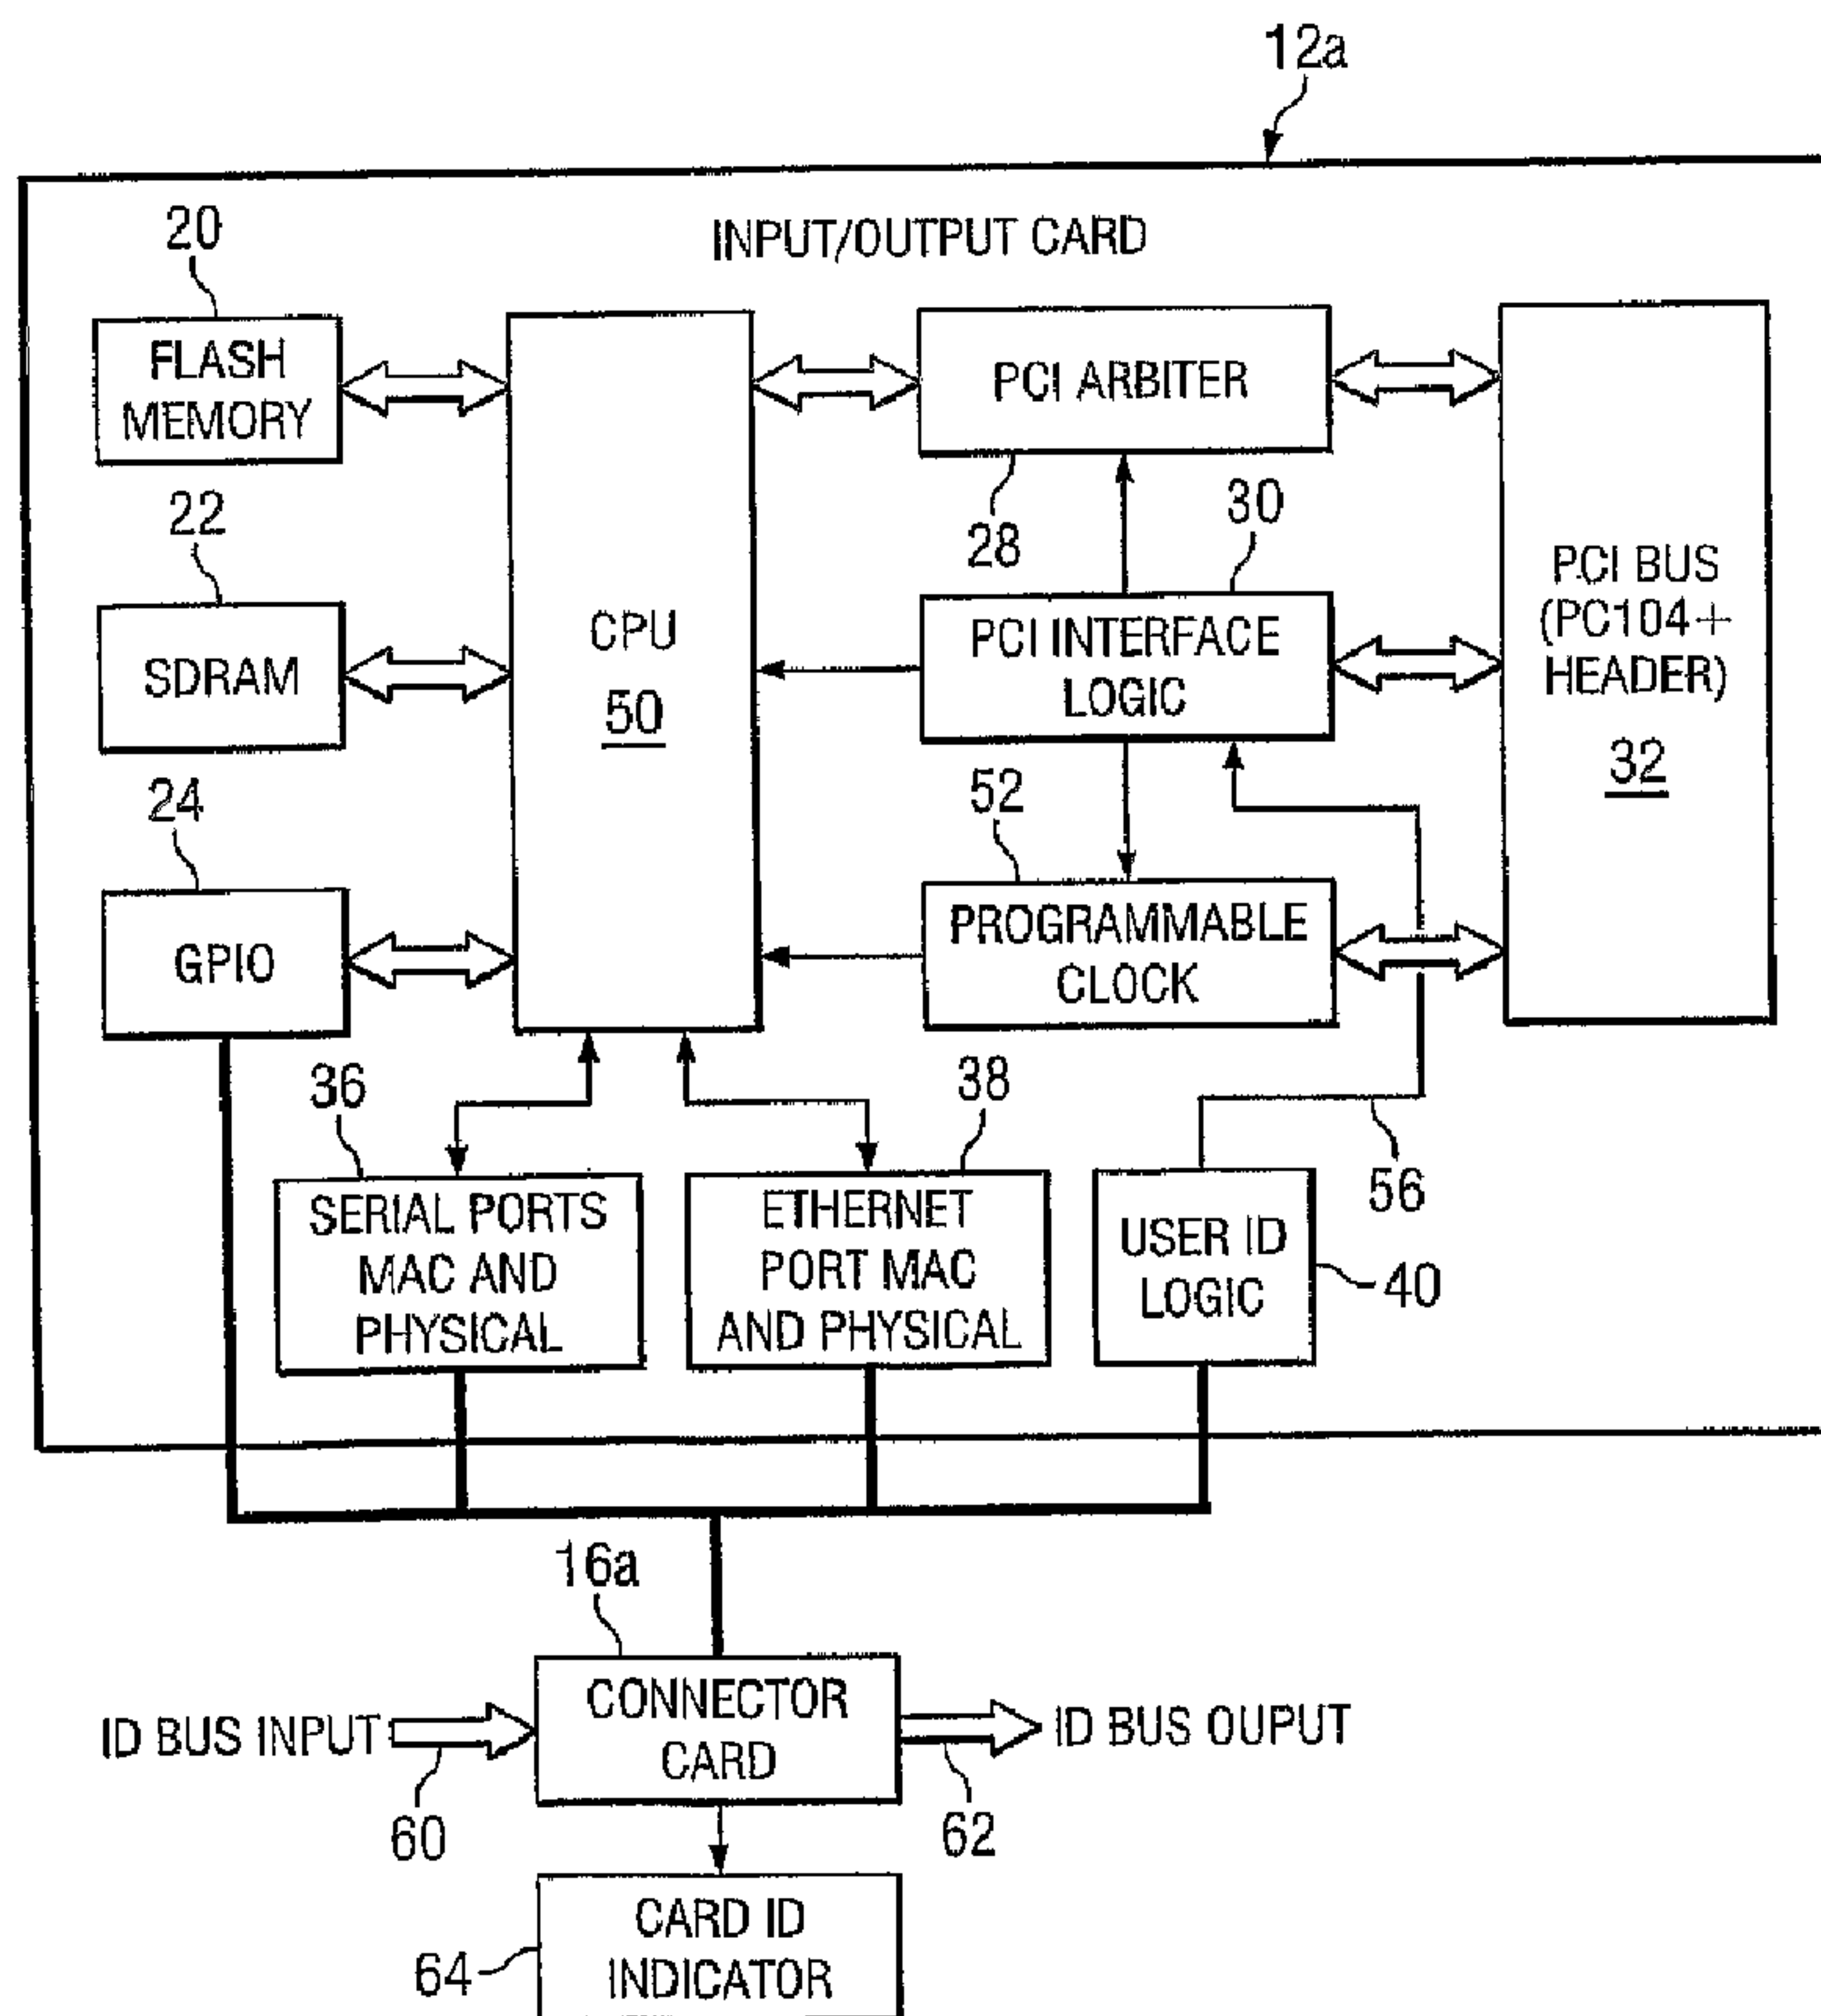 12a
INPUT/OUTPUT CARD
20
FLASH
MEMORY
22
SDRAM
24
GPIO
CPU
50
PCI ARBITER
28
30
PCI INTERFACE
LOGIC
52
PROGRAMMABLE
CLOCK
PCI BUS
(PC104+
HEADER)
32
36
SERIAL PORTS
MAC AND
PHYSICAL
38
ETHERNET
PORT MAC
AND PHYSICAL
USER ID
LOGIC
56
40
16a
CONNECTOR
CARD
ID BUS INPUT
60
ID BUS OUPUT
62
CARD ID
INDICATOR
64